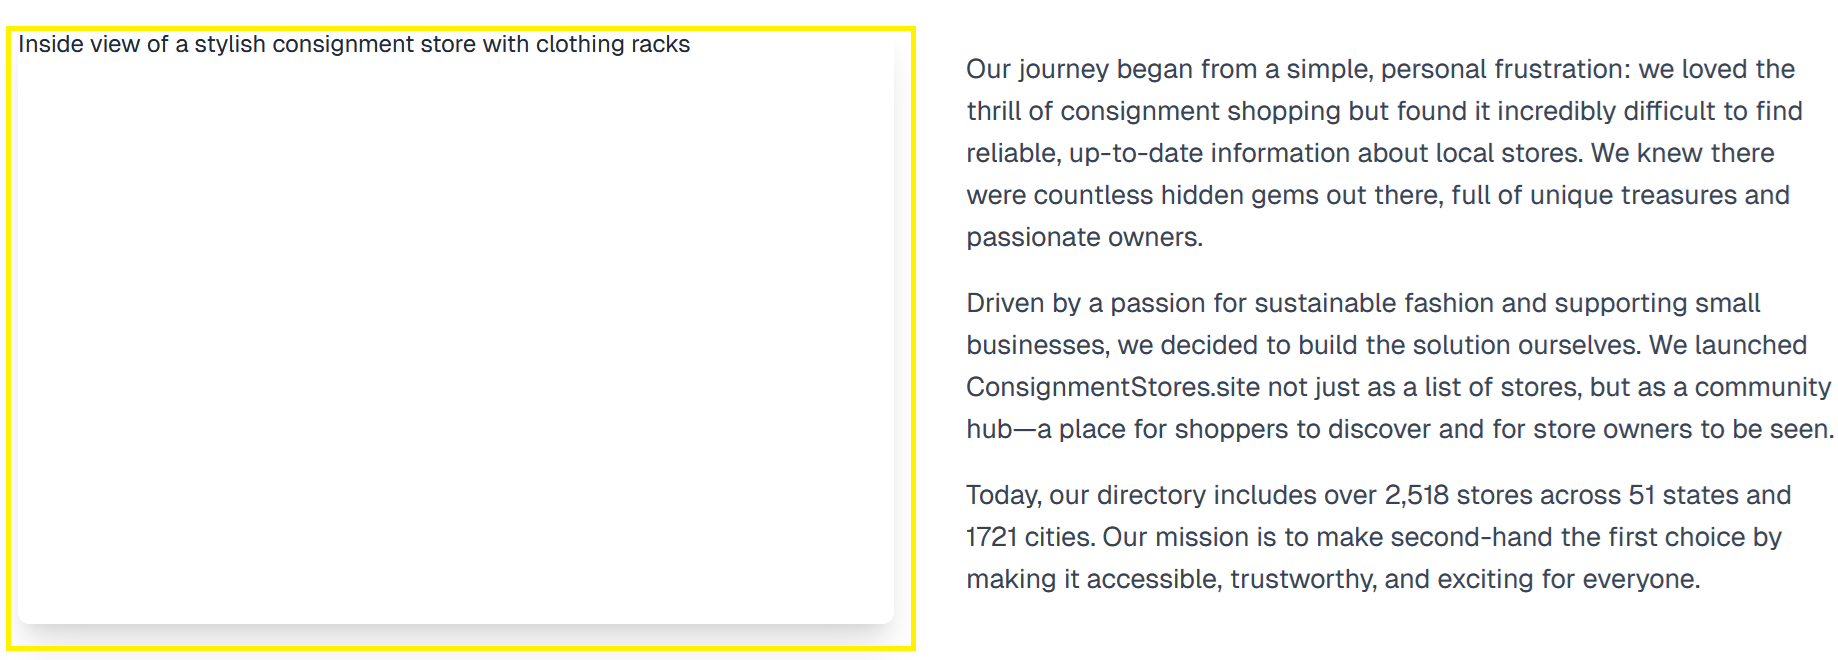 Inside view of a stylish consignment store with clothing racks
Our journey began from a simple, personal frustration: we loved the
thrill of consignment shopping but found it incredibly difficult to find
reliable, up-to-date information about local stores. We knew there
were countless hidden gems out there, full of unique treasures and
passionate owners.
Driven by a passion for sustainable fashion and supporting small
businesses, we decided to build the solution ourselves. We launched
ConsignmentStores.site not just as a list of stores, but as a community
hub—a place for shoppers to discover and for store owners to be seen.
Today, our directory includes over 2,518 stores across 51 states and
1721 cities. Our mission is to make second-hand the first choice by
making it accessible, trustworthy, and exciting for everyone.